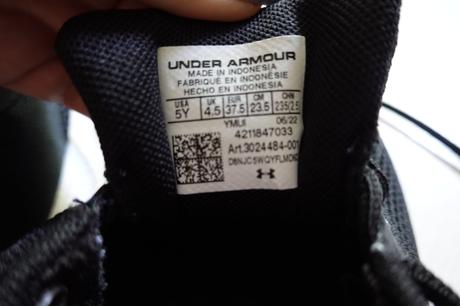 UNDER ARMOUR
MADE IN INDONESIA
FABRIQUÉ EN INDONÉSIE
HECHO EN INDONESIA
USA UK EUR CM CHN
5Y 4.5 37.5 23.5 235/2.5
YMLII 06/22
4211847033
Art.3024484-001